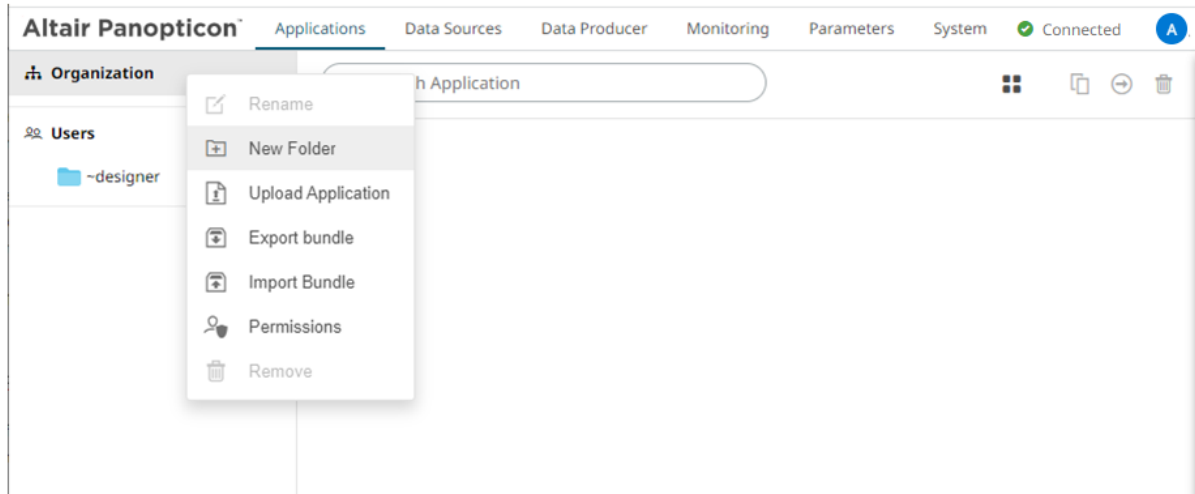 Altair Panopticon™ Applications Data Sources Data Producer Monitoring Parameters System Connected A
Organization
h Application
Rename
Users
New Folder
~designer
Upload Application
Export bundle
Import Bundle
Permissions
Remove